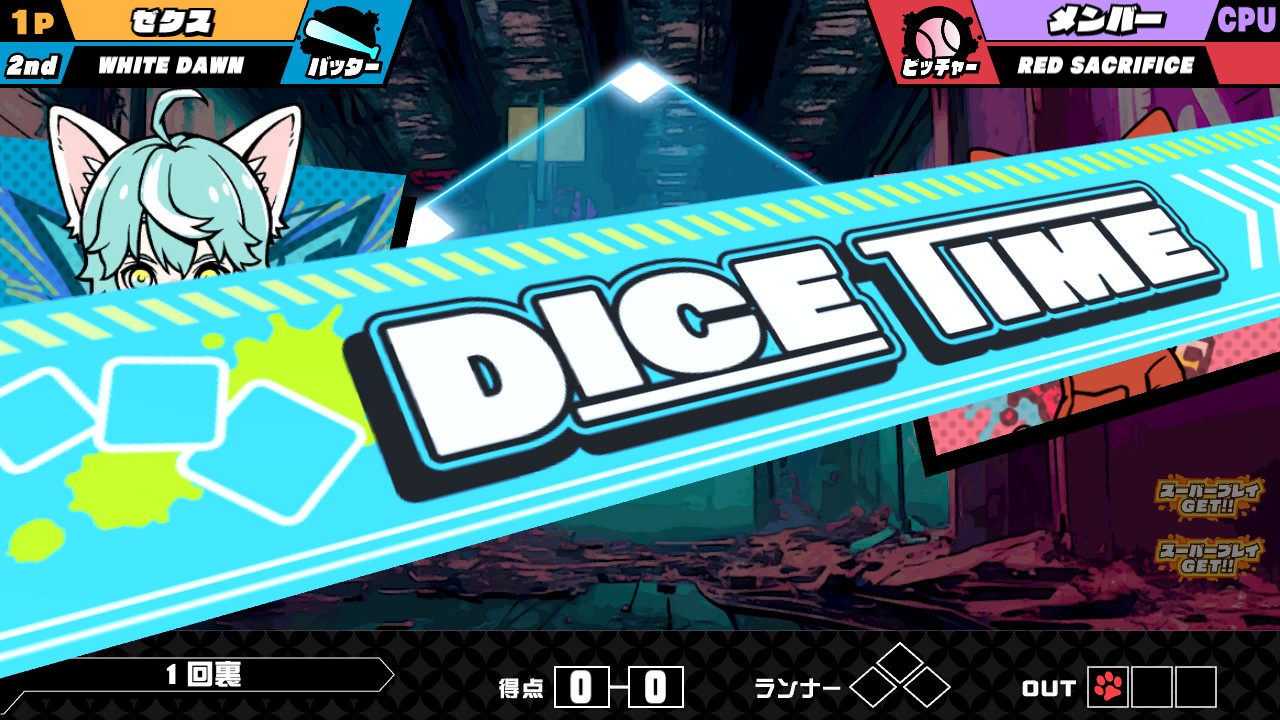 1P
ゼクス
バッター
2nd
WHITE DAWN
メンバー
CPU
ピッチャー
RED SACRIFICE
DICE TIME
スーパープレイ
GET!!
スーパープレイ
GET!!
1回裏
得点 0-0
ランナー
OUT